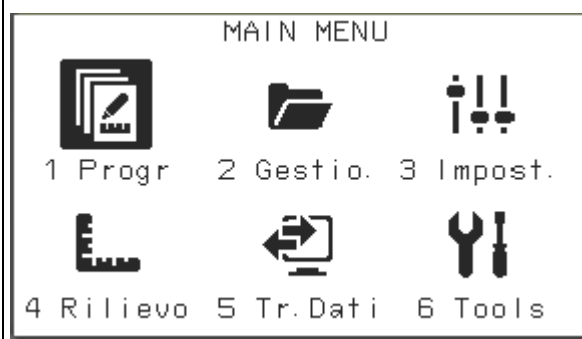 MAIN MENU
1 Progr 2 Gestio. 3 Impost.
4 Rilievo 5 Tr.Dati 6 Tools